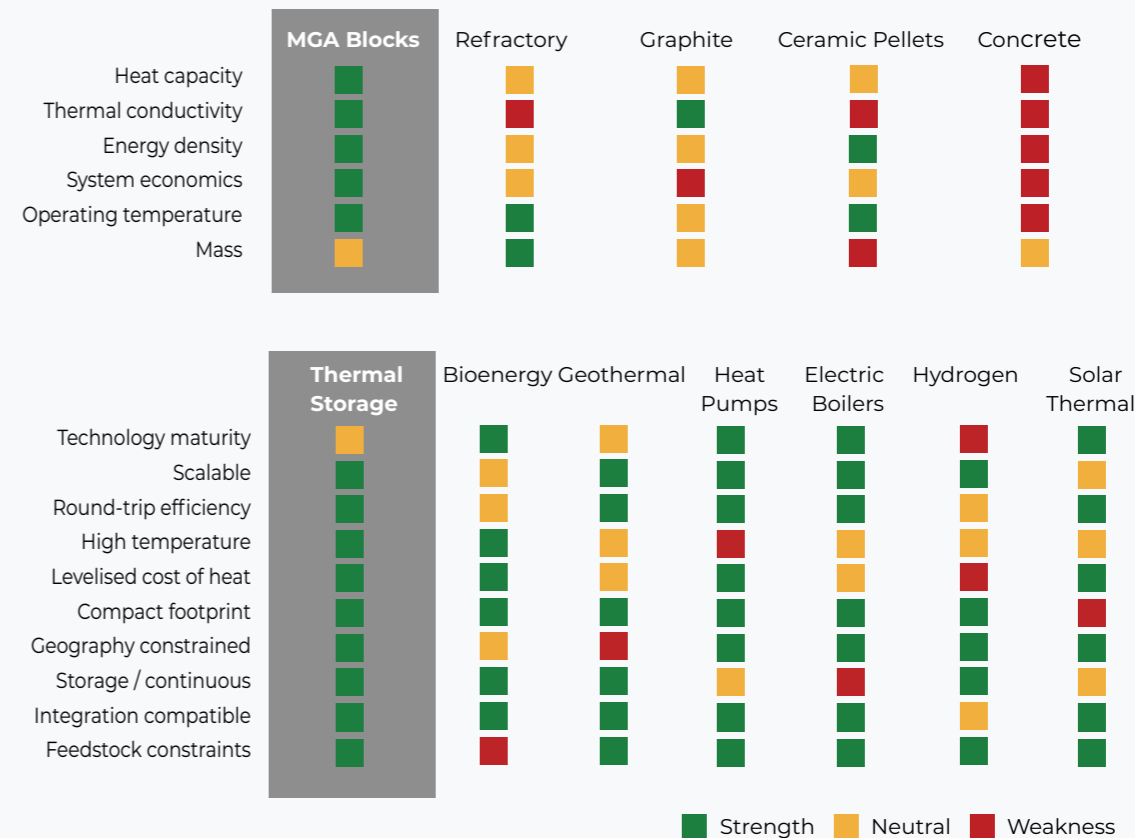 MGA Blocks Refractory Graphite Ceramic Pellets Concrete
Heat capacity
Thermal conductivity
Energy density
System economics
Operating temperature
Mass
Thermal Storage
Bioenergy Geothermal
Heat Pumps
Electric Boilers
Hydrogen
Solar Thermal
Technology maturity
Scalable
Round-trip efficiency
High temperature
Levelised cost of heat
Compact footprint
Geography constrained
Storage / continuous
Integration compatible
Feedstock constraints
Strength Neutral Weakness